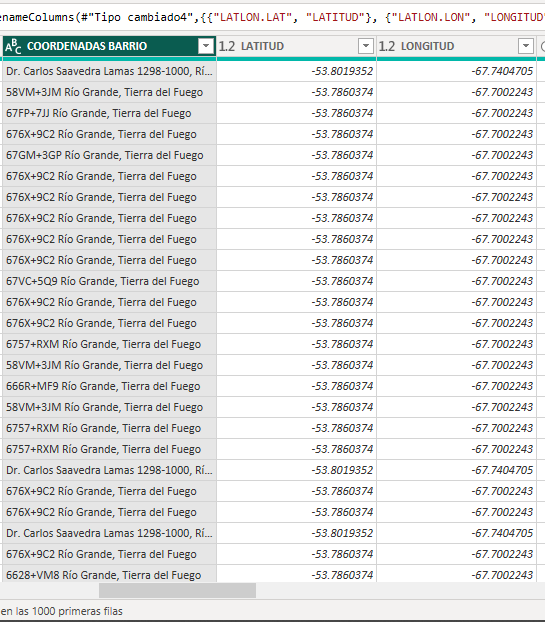 enameColumns(#"Tipo cambiado4",{{"LATLON.LAT", "LATITUD"}, {"LATLON.LON", "LONGITUD"
ABC COORDENADAS BARRIO 1.2 LATITUD 1.2 LONGITUD
Dr. Carlos Saavedra Lamas 1298-1000, Rí... -53.8019352 -67.7404705
58VM+3JM Río Grande, Tierra del Fuego -53.7860374 -67.7002243
67FP+7JJ Río Grande, Tierra del Fuego -53.7860374 -67.7002243
676X+9C2 Río Grande, Tierra del Fuego -53.7860374 -67.7002243
67GM+3GP Río Grande, Tierra del Fuego -53.7860374 -67.7002243
676X+9C2 Río Grande, Tierra del Fuego -53.7860374 -67.7002243
676X+9C2 Río Grande, Tierra del Fuego -53.7860374 -67.7002243
676X+9C2 Río Grande, Tierra del Fuego -53.7860374 -67.7002243
676X+9C2 Río Grande, Tierra del Fuego -53.7860374 -67.7002243
676X+9C2 Río Grande, Tierra del Fuego -53.7860374 -67.7002243
67VC+5Q9 Río Grande, Tierra del Fuego -53.7860374 -67.7002243
676X+9C2 Río Grande, Tierra del Fuego -53.7860374 -67.7002243
676X+9C2 Río Grande, Tierra del Fuego -53.7860374 -67.7002243
6757+RXM Río Grande, Tierra del Fuego -53.7860374 -67.7002243
58VM+3JM Río Grande, Tierra del Fuego -53.7860374 -67.7002243
666R+MF9 Río Grande, Tierra del Fuego -53.7860374 -67.7002243
58VM+3JM Río Grande, Tierra del Fuego -53.7860374 -67.7002243
6757+RXM Río Grande, Tierra del Fuego -53.7860374 -67.7002243
6757+RXM Río Grande, Tierra del Fuego -53.7860374 -67.7002243
Dr. Carlos Saavedra Lamas 1298-1000, Rí... -53.8019352 -67.7404705
676X+9C2 Río Grande, Tierra del Fuego -53.7860374 -67.7002243
676X+9C2 Río Grande, Tierra del Fuego -53.7860374 -67.7002243
Dr. Carlos Saavedra Lamas 1298-1000, Rí... -53.8019352 -67.7404705
676X+9C2 Río Grande, Tierra del Fuego -53.7860374 -67.7002243
6628+VM8 Río Grande, Tierra del Fuego -53.7860374 -67.7002243
en las 1000 primeras filas